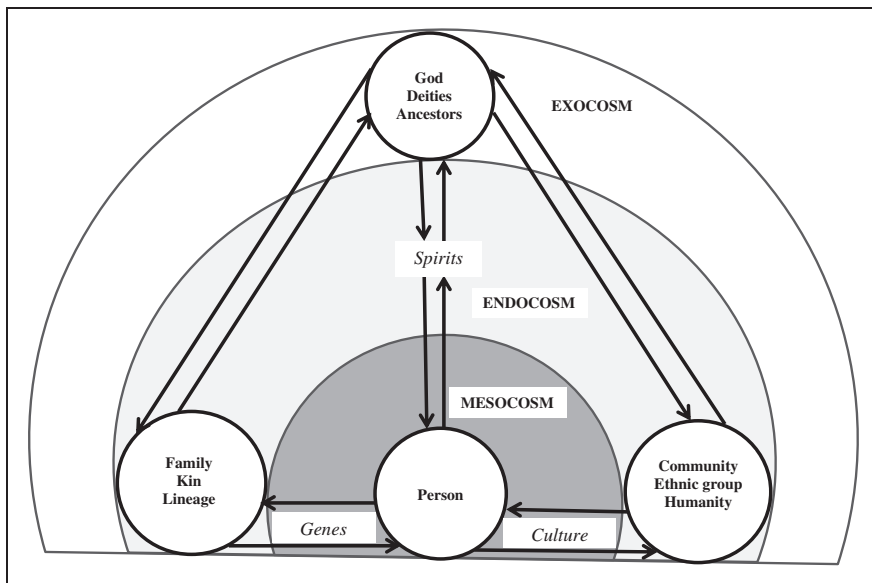 God
Deities
Ancestors
EXOCOSM
Spirits
ENDOCOSM
MESOCOSM
Family
Kin
Lineage
Person
Community
Ethnic group
Humanity
Genes
Culture